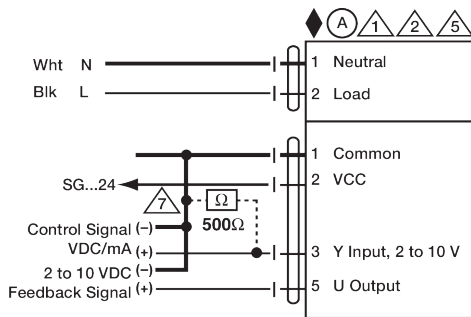 A 1 2 5
Wht N 1 Neutral
Blk L 2 Load
1 Common
SG...24 2 VCC
7 Ω
500Ω
Control Signal (–)
VDC/mA (+) 3 Y Input, 2 to 10 V
2 to 10 VDC (–)
Feedback Signal (+) 5 U Output